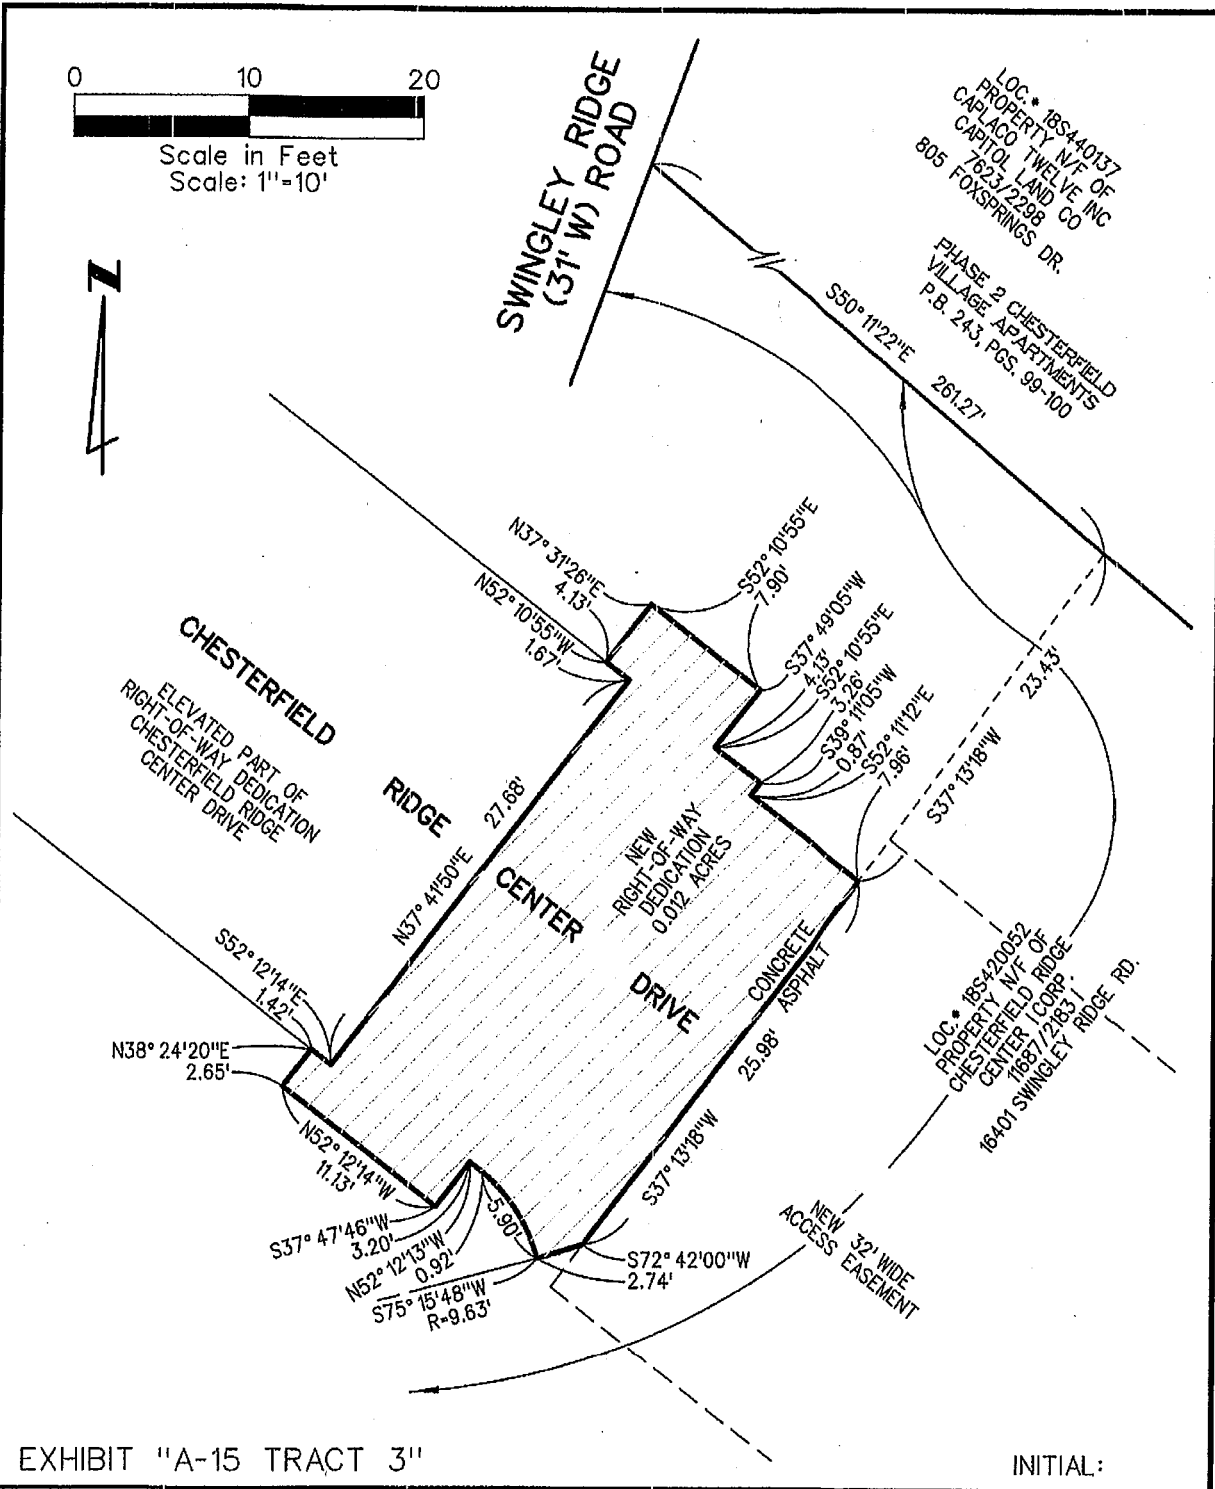 0 10 20
Scale in Feet
Scale: 1"=10'
SWINGLEY RIDGE
(31' W) ROAD
LOC.# 18S440137
PROPERTY N/F OF
CAPLACO TWELVE INC
CAPITOL LAND CO
7623/2298
805 FOXSPRINGS DR.
PHASE 2 CHESTERFIELD
VILLAGE APARTMENTS
P.B. 243, PGS. 99-100
S50° 11'22"E
261.27'
N
N37° 31'26"E
4.13'
S52° 10'55"E
7.90'
N52° 10'55"W
1.67'
S37° 49'05"W
4.13'
S52° 10'55"E
3.26'
S39° 11'05"W
0.87'
S52° 11'12"E
7.96'
23.43'
S37° 13'18"W
CHESTERFIELD
RIDGE
CENTER
DRIVE
ELEVATED PART OF
RIGHT-OF-WAY DEDICATION
CHESTERFIELD RIDGE
CENTER DRIVE
27.68'
N37° 41'50"E
NEW
RIGHT-OF-WAY
DEDICATION
0.012 ACRES
CONCRETE
ASPHALT
25.98'
S37° 13'18"W
LOC.# 18S420052
PROPERTY N/F OF
CHESTERFIELD RIDGE
CENTER I CORP.
11687/2183
16401 SWINGLEY RIDGE RD.
S52° 12'14"E
1.42'
N38° 24'20"E
2.65'
N52° 12'14"W
11.13'
S37° 47'46"W
3.20'
N52° 12'13"W
0.92'
5.90'
S75° 15'48"W
R=9.63'
S72° 42'00"W
2.74'
NEW 32' WIDE
ACCESS EASEMENT
EXHIBIT "A-15 TRACT 3"
INITIAL: